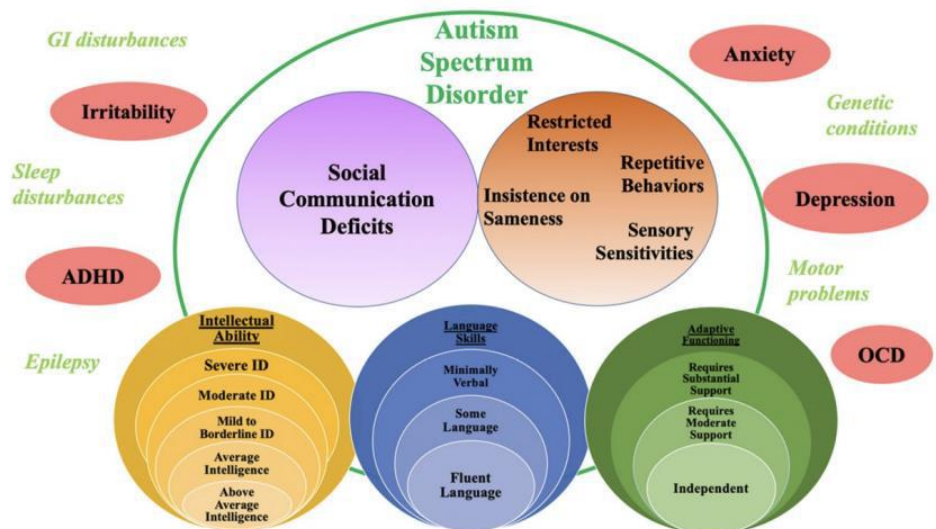 Autism
Spectrum
Disorder
GI disturbances
Irritability
Sleep
disturbances
ADHD
Epilepsy
Social
Communication
Deficits
Restricted
Interests
Repetitive
Behaviors
Insistence on
Sameness
Sensory
Sensitivities
Anxiety
Genetic
conditions
Depression
Motor
problems
OCD
Intellectual
Ability
Severe ID
Moderate ID
Mild to
Borderline ID
Average
Intelligence
Above
Average
Intelligence
Language
Skills
Minimally
Verbal
Some
Language
Fluent
Language
Adaptive
Functioning
Requires
Substantial
Support
Requires
Moderate
Support
Independent